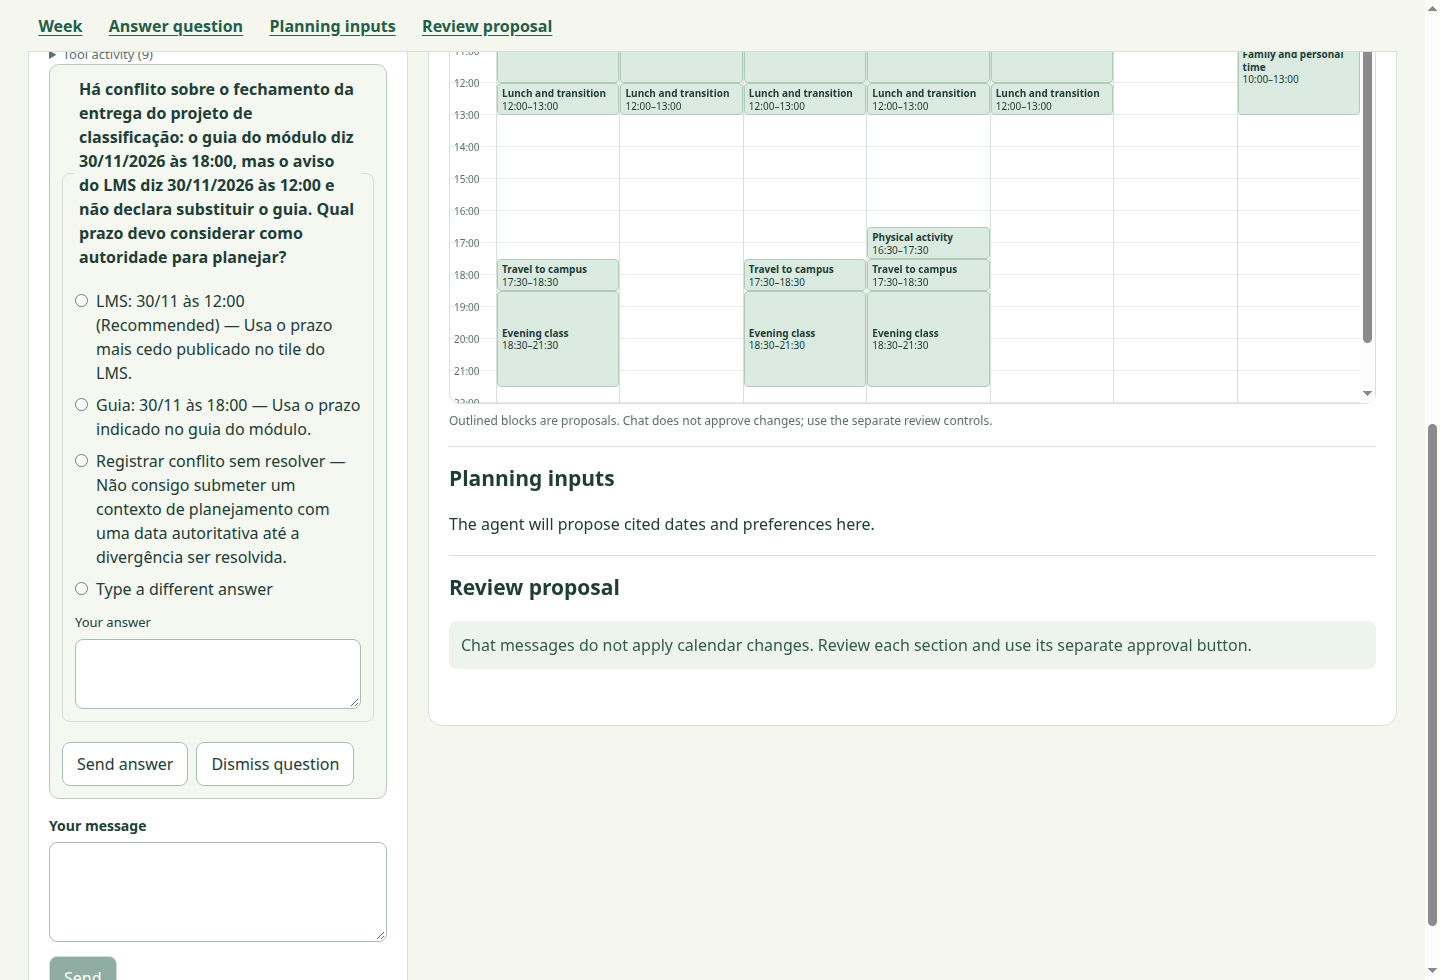 Week Answer question Planning inputs Review proposal
Tool activity (9)
Há conflito sobre o fechamento da
entrega do projeto de
classificação: o guia do módulo diz
30/11/2026 às 18:00, mas o aviso
do LMS diz 30/11/2026 às 12:00 e
não declara substituir o guia. Qual
prazo devo considerar como
autoridade para planejar?
LMS: 30/11 às 12:00
(Recommended) — Usa o prazo
mais cedo publicado no tile do
LMS.
Guia: 30/11 às 18:00 — Usa o prazo
indicado no guia do módulo.
Registrar conflito sem resolver —
Não consigo submeter um
contexto de planejamento com
uma data autoritativa até a
divergência ser resolvida.
Type a different answer
Your answer
Send answer Dismiss question
Your message
Send
11:00
Family and personal
time
10:00–13:00
12:00
Lunch and transition Lunch and transition Lunch and transition Lunch and transition Lunch and transition
12:00–13:00 12:00–13:00 12:00–13:00 12:00–13:00 12:00–13:00
13:00
14:00
15:00
16:00
Physical activity
17:00
16:30–17:30
Travel to campus Travel to campus Travel to campus
18:00
17:30–18:30 17:30–18:30 17:30–18:30
19:00
Evening class Evening class Evening class
20:00
18:30–21:30 18:30–21:30 18:30–21:30
21:00
22:00
Outlined blocks are proposals. Chat does not approve changes; use the separate review controls.
Planning inputs
The agent will propose cited dates and preferences here.
Review proposal
Chat messages do not apply calendar changes. Review each section and use its separate approval button.